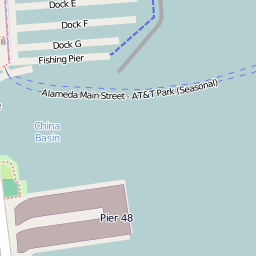 Dock E
Dock F
Dock G
Fishing Pier
Alameda Main Street - AT&T Park (Seasonal)
China
Basin
Pier 48